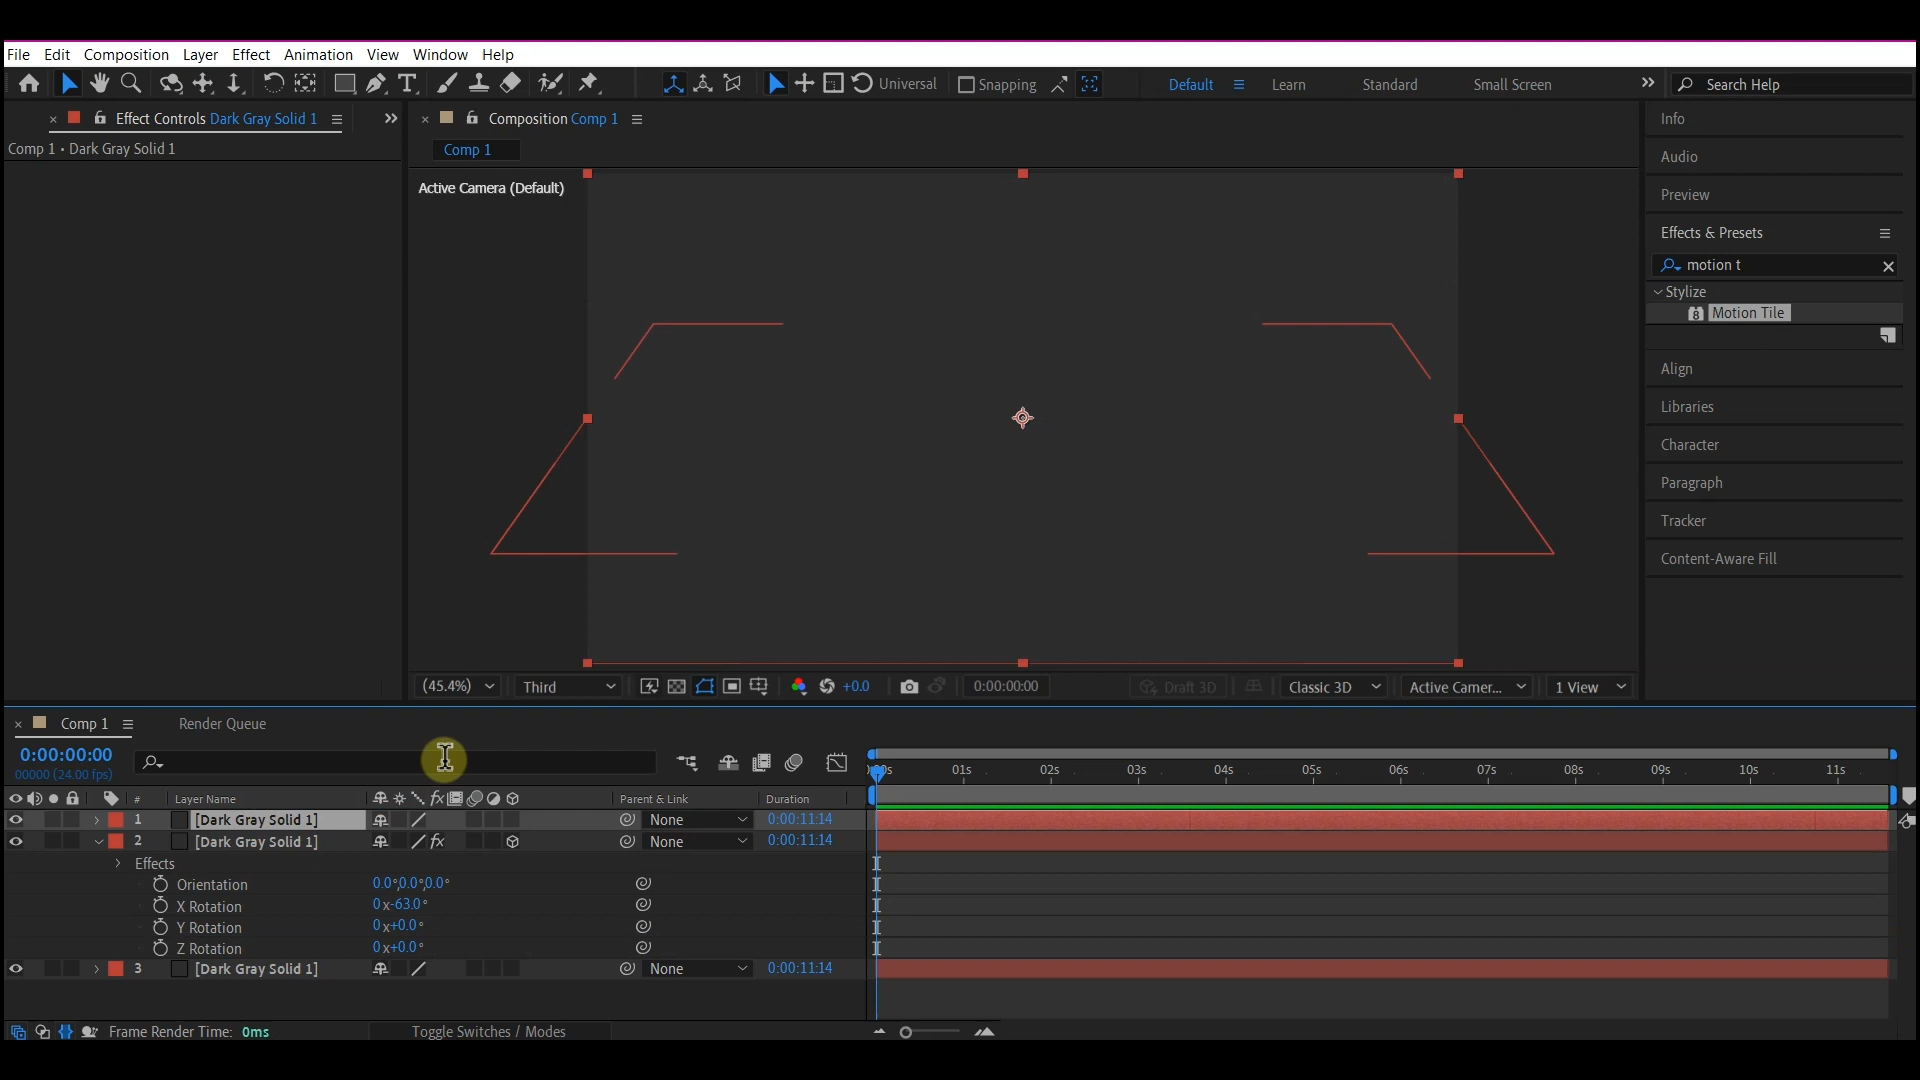 File Edit Composition Layer Effect Animation View Window Help
Universal Snapping Default Learn Standard Small Screen Search Help
Effect Controls Dark Gray Solid 1
Composition Comp 1
Comp 1 • Dark Gray Solid 1
Comp 1
Active Camera (Default)
Info
Audio
Preview
Effects & Presets
motion t
Stylize
8 Motion Tile
Align
Libraries
Character
Paragraph
Tracker
Content-Aware Fill
(45.4%) Third +0.0 0:00:00:00 Draft 3D Classic 3D Active Camer... 1 View
Comp 1 Render Queue
0:00:00:00
00000 (24.00 fps)
01s 02s 03s 04s 05s 06s 07s 08s 09s 10s 11s
# Layer Name fx Parent & Link Duration
1 [Dark Gray Solid 1] None 0:00:11:14
2 [Dark Gray Solid 1] fx None 0:00:11:14
Effects
Orientation 0.0°,0.0°,0.0°
X Rotation 0x-63.0°
Y Rotation 0x+0.0°
Z Rotation 0x+0.0°
3 [Dark Gray Solid 1] None 0:00:11:14
Frame Render Time: 0ms Toggle Switches / Modes